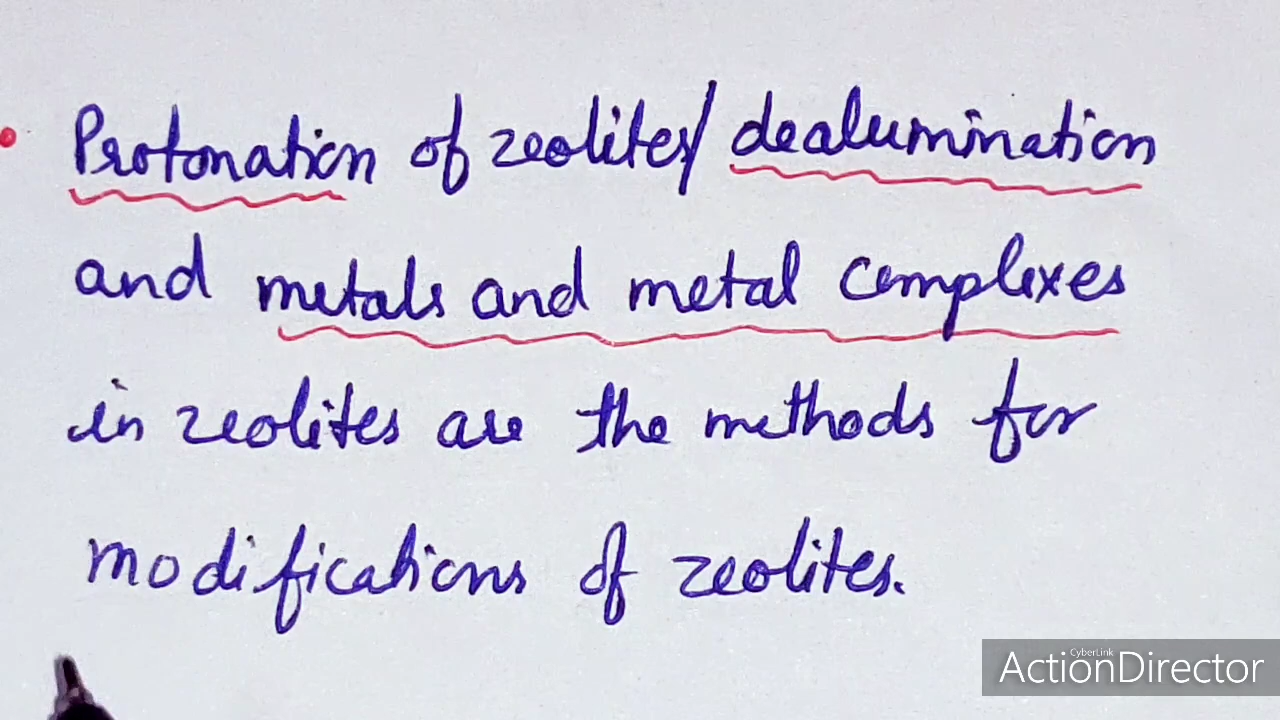 Protonation of zeolites/ dealumination
and metals and metal complexes
in zeolites are the methods for
modifications of zeolites.
CyberLink
ActionDirector